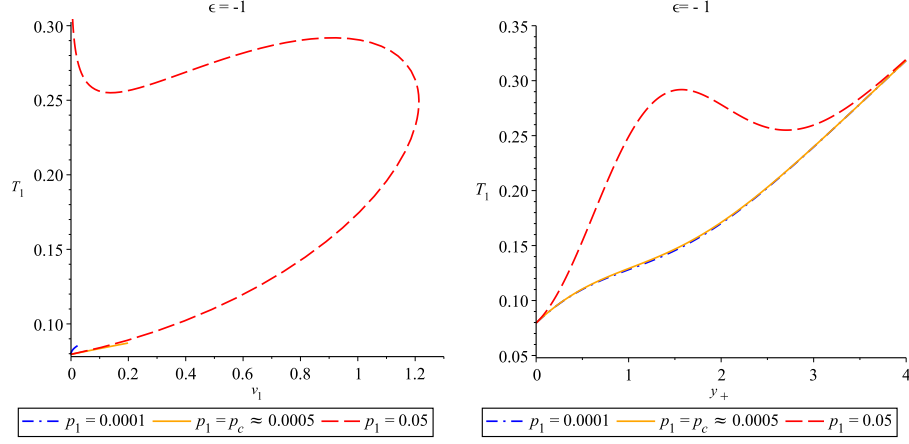 ϵ = -1
0.30
0.25
T₁
0.20
0.15
0.10
0 0.2 0.4 0.6 0.8 1 1.2
v₁
p₁ = 0.0001 p₁ = p_c ≈ 0.0005 p₁ = 0.05
ϵ= - 1
0.35
0.30
0.25
T₁
0.20
0.15
0.10
0.05
0 1 2 3 4
y₊
p₁ = 0.0001 p₁ = p_c ≈ 0.0005 p₁ = 0.05